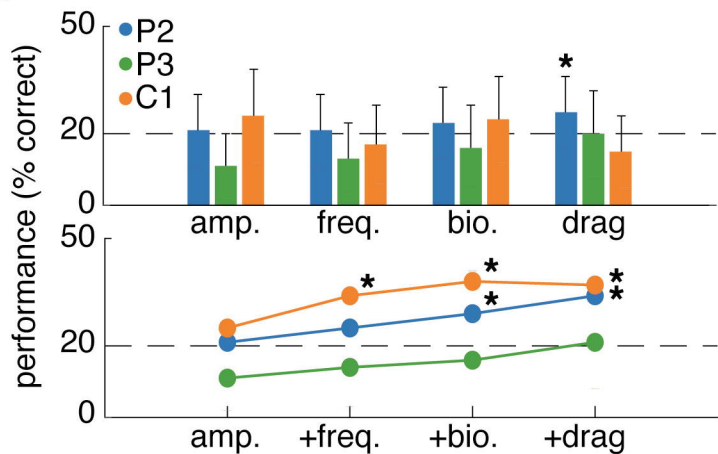 performance (% correct)
50
20
0
P2
P3
C1
*
amp. freq. bio. drag
50
20
0
* * *
* *
amp. +freq. +bio. +drag